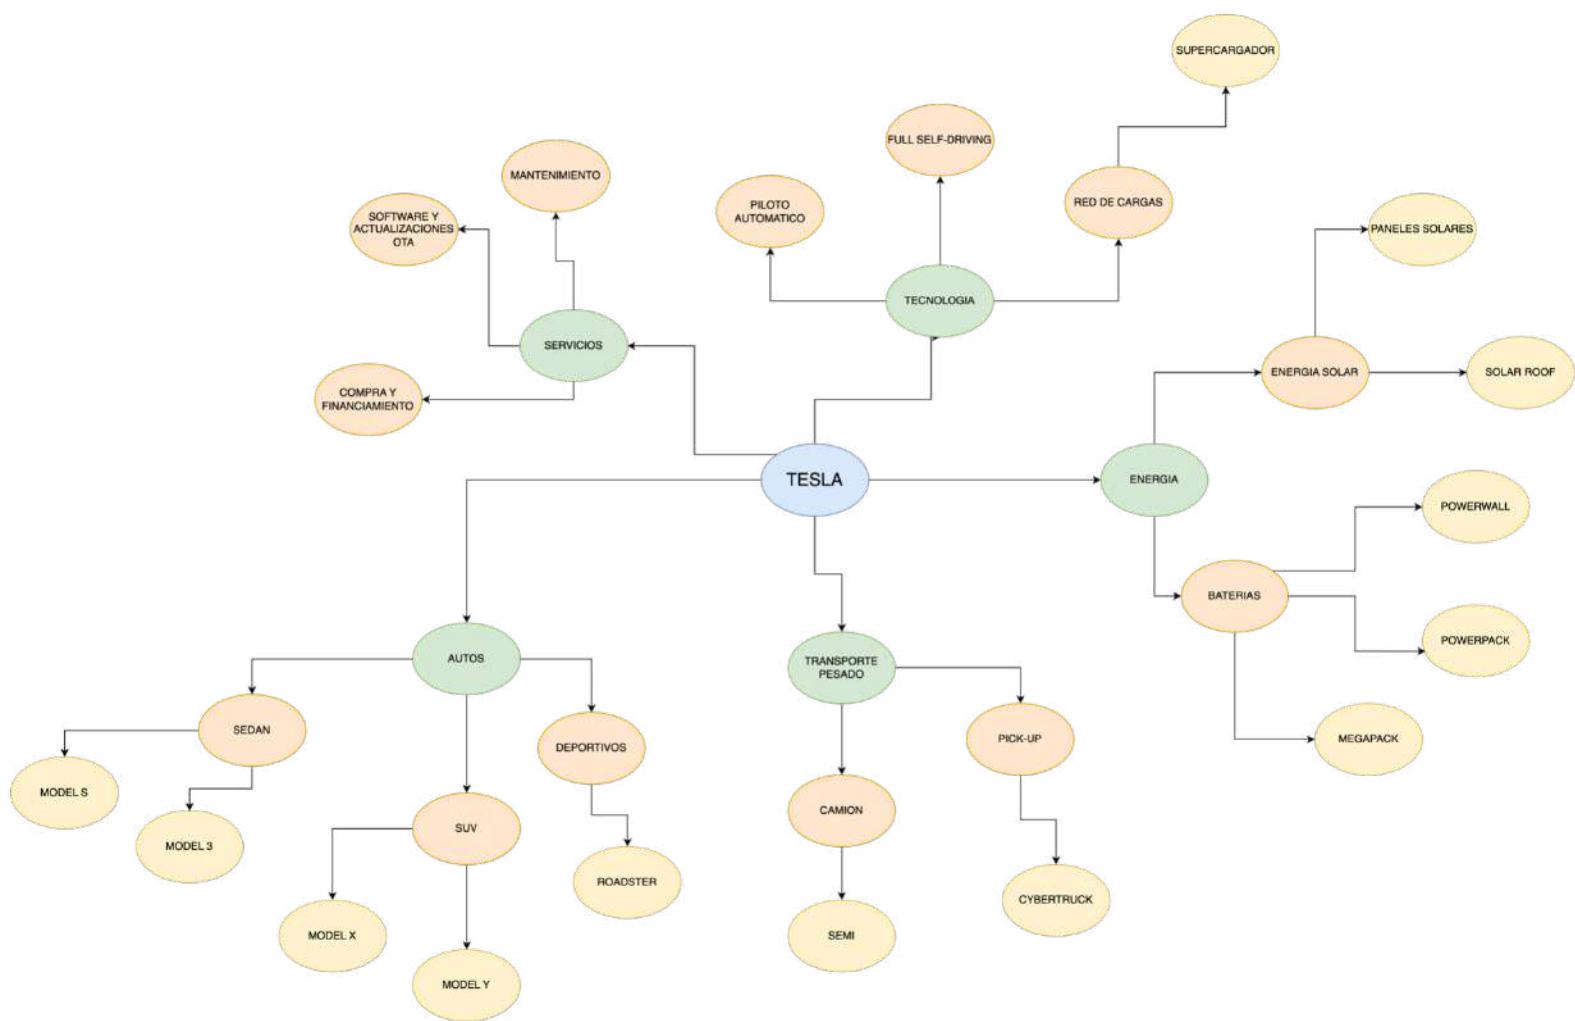 SUPERCARGADOR
FULL SELF-DRIVING
MANTENIMIENTO
RED DE CARGAS
PILOTO
AUTOMATICO
SOFTWARE Y
ACTUALIZACIONES
OTA
PANELES SOLARES
TECNOLOGIA
SERVICIOS
ENERGIA SOLAR
SOLAR ROOF
COMPRA Y
FINANCIAMIENTO
TESLA
ENERGIA
POWERWALL
BATERIAS
POWERPACK
AUTOS
TRANSPORTE
PESADO
SEDAN
DEPORTIVOS
PICK-UP
MEGAPACK
MODEL S
CAMION
SUV
MODEL 3
ROADSTER
CYBERTRUCK
MODEL X
SEMI
MODEL Y